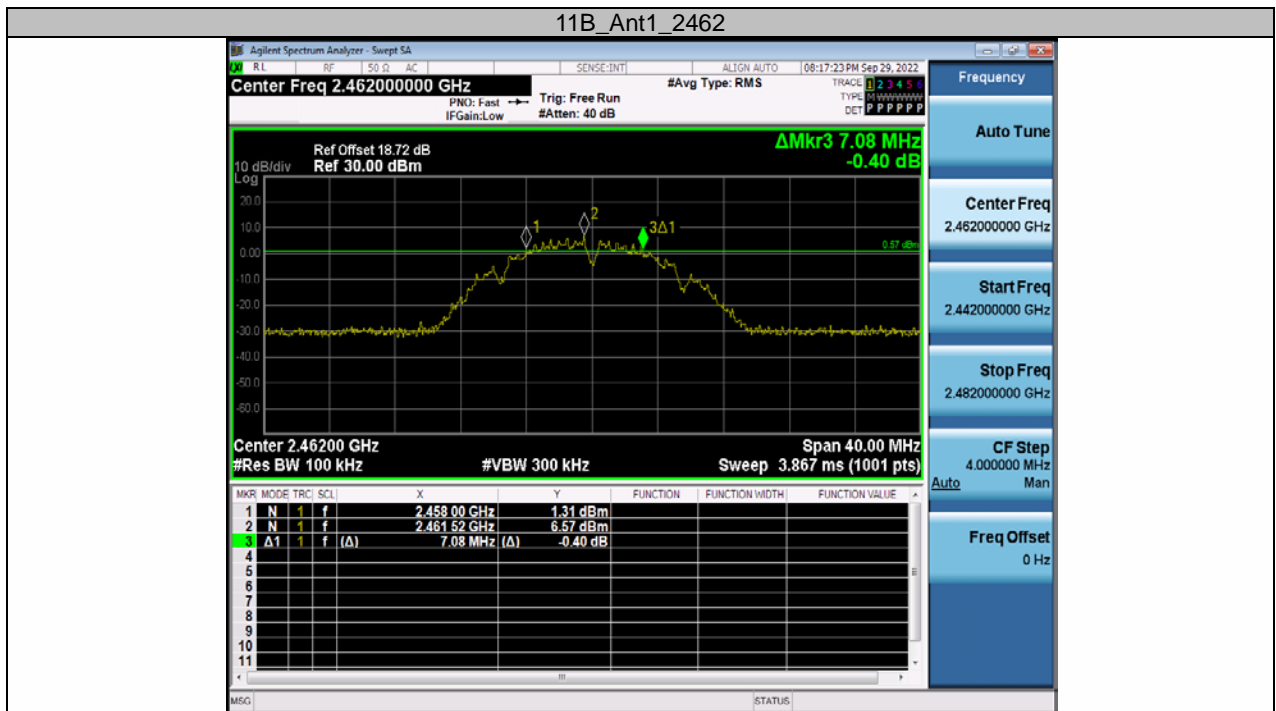 11B_Ant1_2462
Agilent Spectrum Analyzer - Swept SA
RL RF 50 Ω AC SENSE:INT ALIGN AUTO 08:17:23 PM Sep 29, 2022
Center Freq 2.462000000 GHz
#Avg Type: RMS
TRACE 1 2 3 4 5 6
PNO: Fast Trig: Free Run
TYPE M WWWWW
IFGain:Low #Atten: 40 dB
DET P P P P P P
Frequency
Auto Tune
Center Freq
2.462000000 GHz
Start Freq
2.442000000 GHz
Stop Freq
2.482000000 GHz
CF Step
4.000000 MHz
Auto Man
Freq Offset
0 Hz
ΔMkr3 7.08 MHz
-0.40 dB
Ref Offset 18.72 dB
10 dB/div Ref 30.00 dBm
Log
20.0
10.0
0.00
-10.0
-20.0
-30.0
-40.0
-50.0
-60.0
1
2
3Δ1
0.57 dBm
Center 2.46200 GHz Span 40.00 MHz
#Res BW 100 kHz #VBW 300 kHz Sweep 3.867 ms (1001 pts)
MKR MODE TRC SCL X Y FUNCTION FUNCTION WIDTH FUNCTION VALUE
1 N 1 f 2.458 00 GHz 1.31 dBm
2 N 1 f 2.461 52 GHz 6.57 dBm
3 Δ1 1 f (Δ) 7.08 MHz (Δ) -0.40 dB
4
5
6
7
8
9
10
11
MSG STATUS